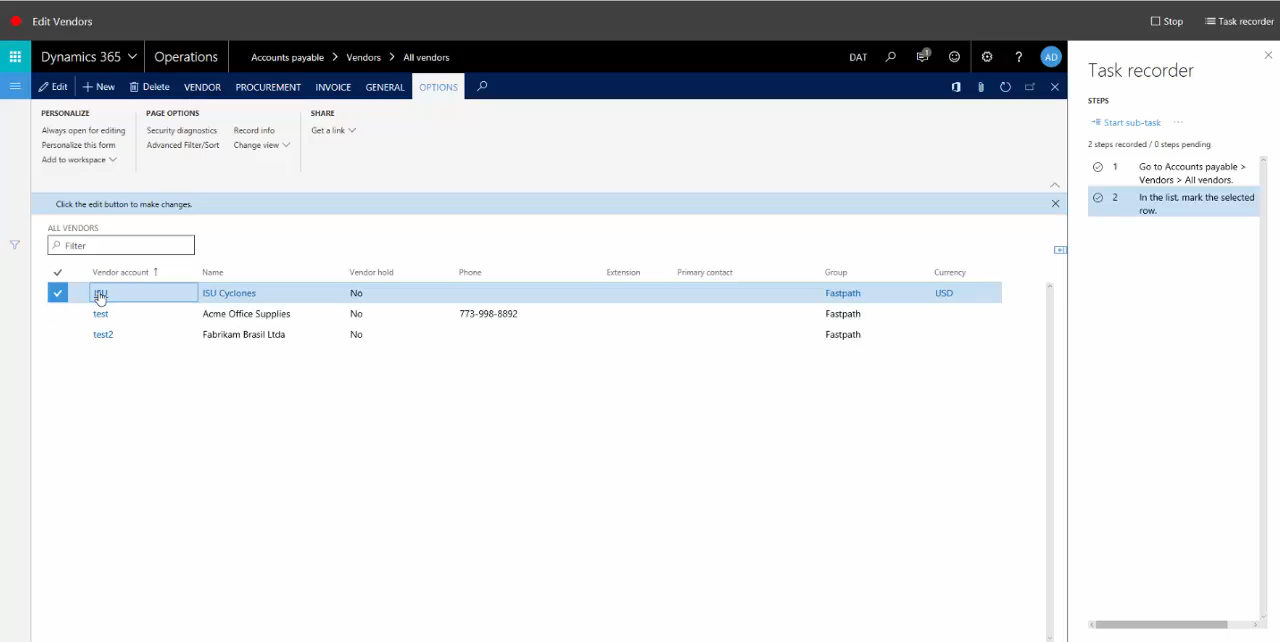 Edit Vendors
Stop
Task recorder
Dynamics 365
Operations
Accounts payable > Vendors > All vendors
DAT
1
?
AD
Edit
New
Delete
VENDOR
PROCUREMENT
INVOICE
GENERAL
OPTIONS
PERSONALIZE
Always open for editing
Personalize this form
Add to workspace
PAGE OPTIONS
Security diagnostics
Advanced Filter/Sort
Record info
Change view
SHARE
Get a link
Click the edit button to make changes.
ALL VENDORS
Filter
Vendor account Name Vendor hold Phone Extension Primary contact Group Currency
ISU ISU Cyclones No Fastpath USD
test Acme Office Supplies No 773-998-8892 Fastpath
test2 Fabrikam Brasil Ltda No Fastpath
Task recorder
STEPS
Start sub-task ...
2 steps recorded / 0 steps pending
1 Go to Accounts payable >
Vendors > All vendors.
2 In the list, mark the selected
row.